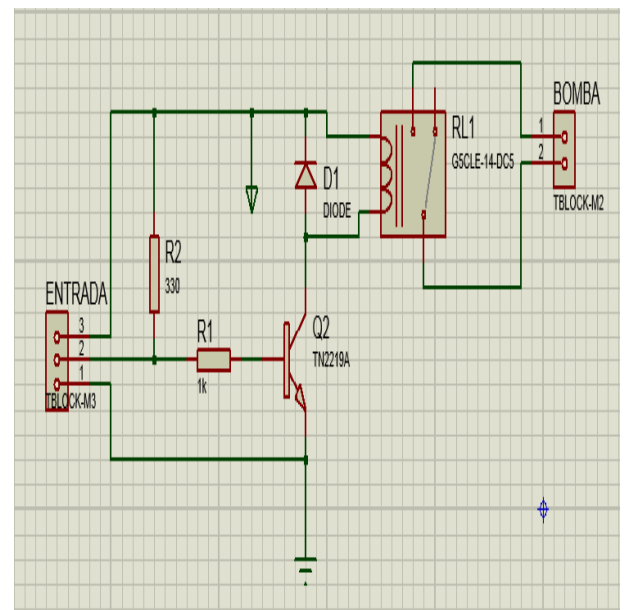 BOMBA
RL1
1
G5CLE-14-DC5
2
D1
DIODE
TBLOCK-M2
R2
330
ENTRADA
3
R1
Q2
2
TN2219A
1
1k
TBLOCK-M3